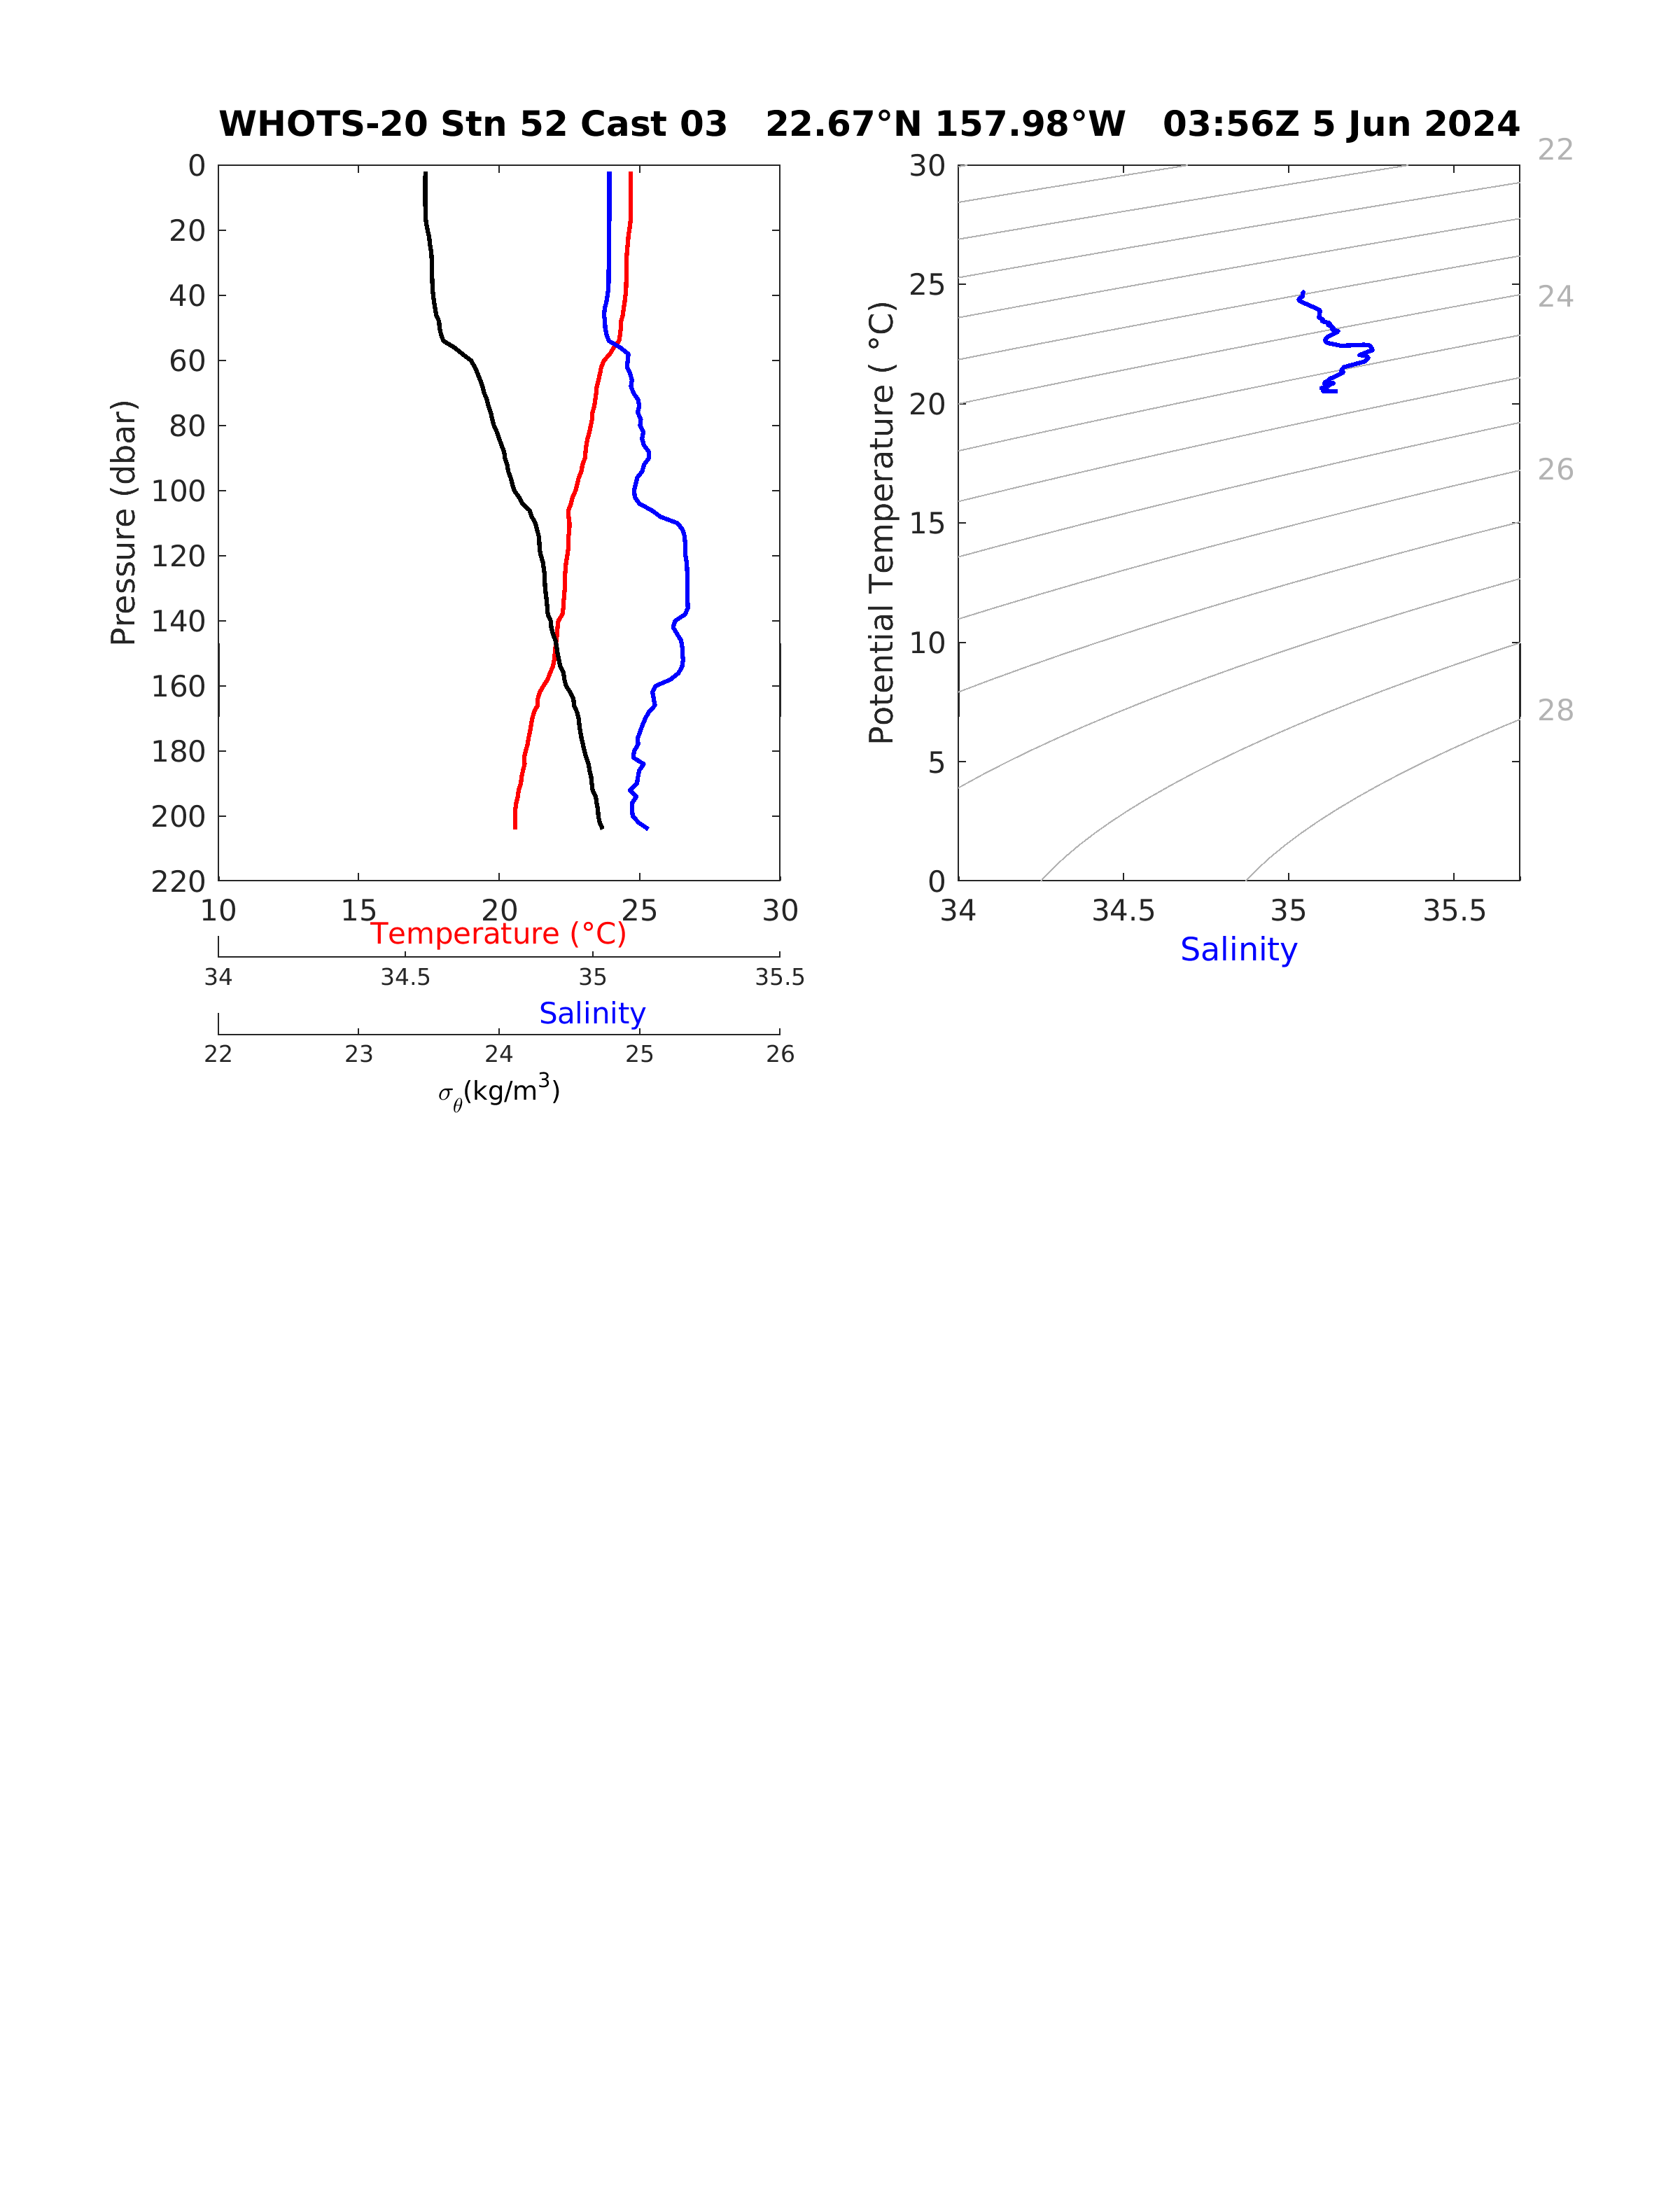 WHOTS-20 Stn 52 Cast 03 22.67°N 157.98°W 03:56Z 5 Jun 2024
0
20
40
60
80
100
120
140
160
180
200
220
Pressure (dbar)
10 15 20 25 30
Temperature (°C)
34 34.5 35 35.5
Salinity
22 23 24 25 26
σθ(kg/m3)
30
25
20
15
10
5
0
Potential Temperature ( °C)
34 34.5 35 35.5
Salinity
22
24
26
28